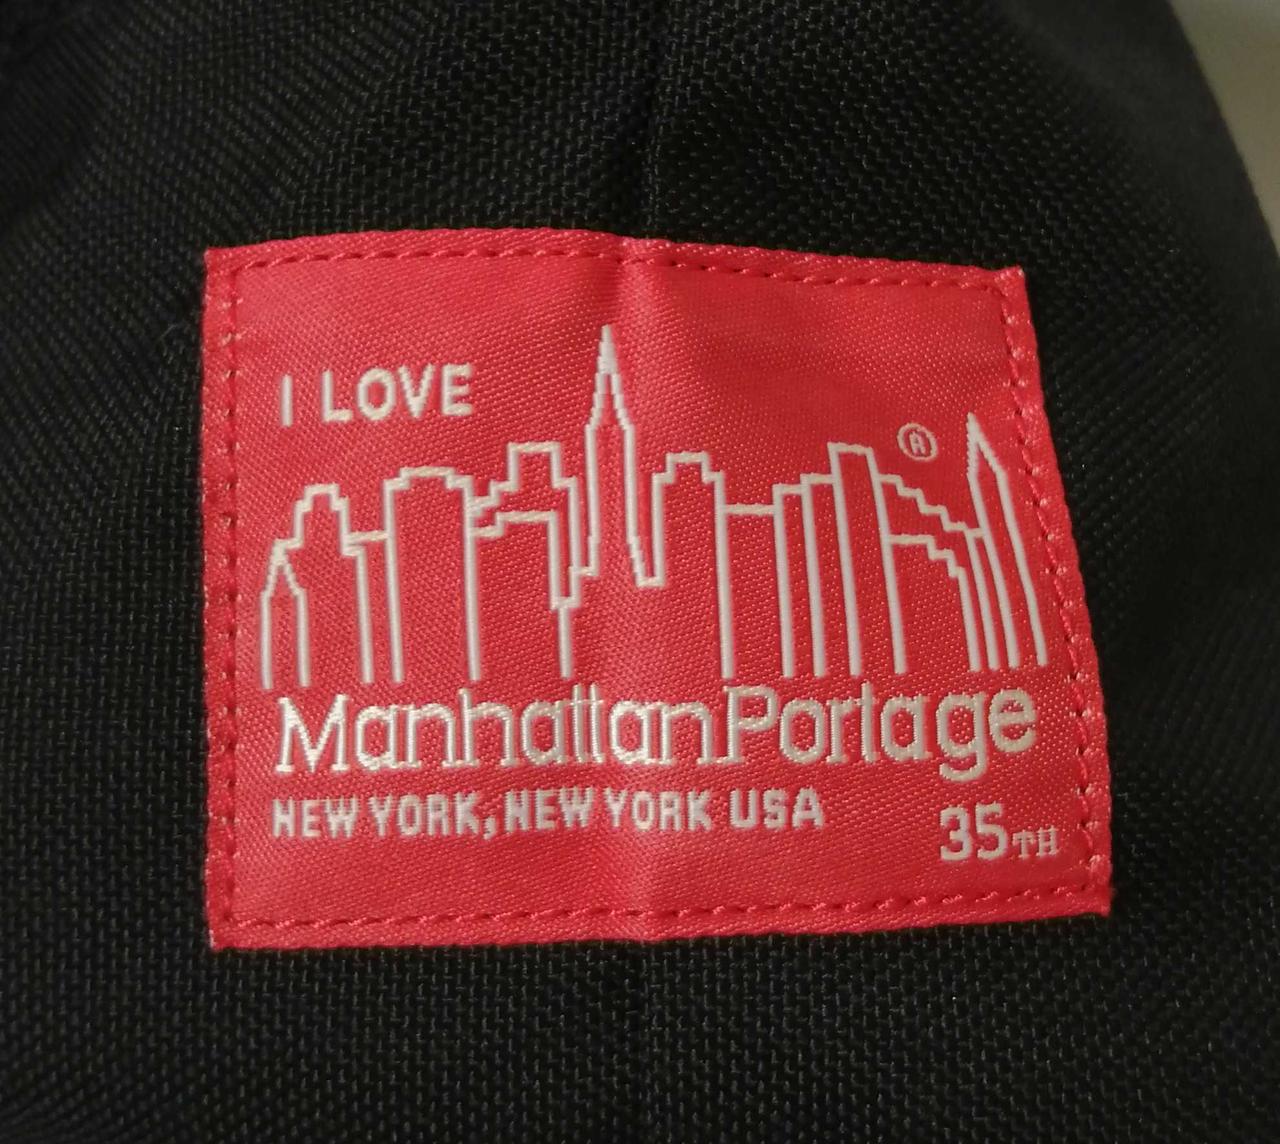 I LOVE
®
ManhattanPortage
NEW YORK, NEW YORK USA
35TH